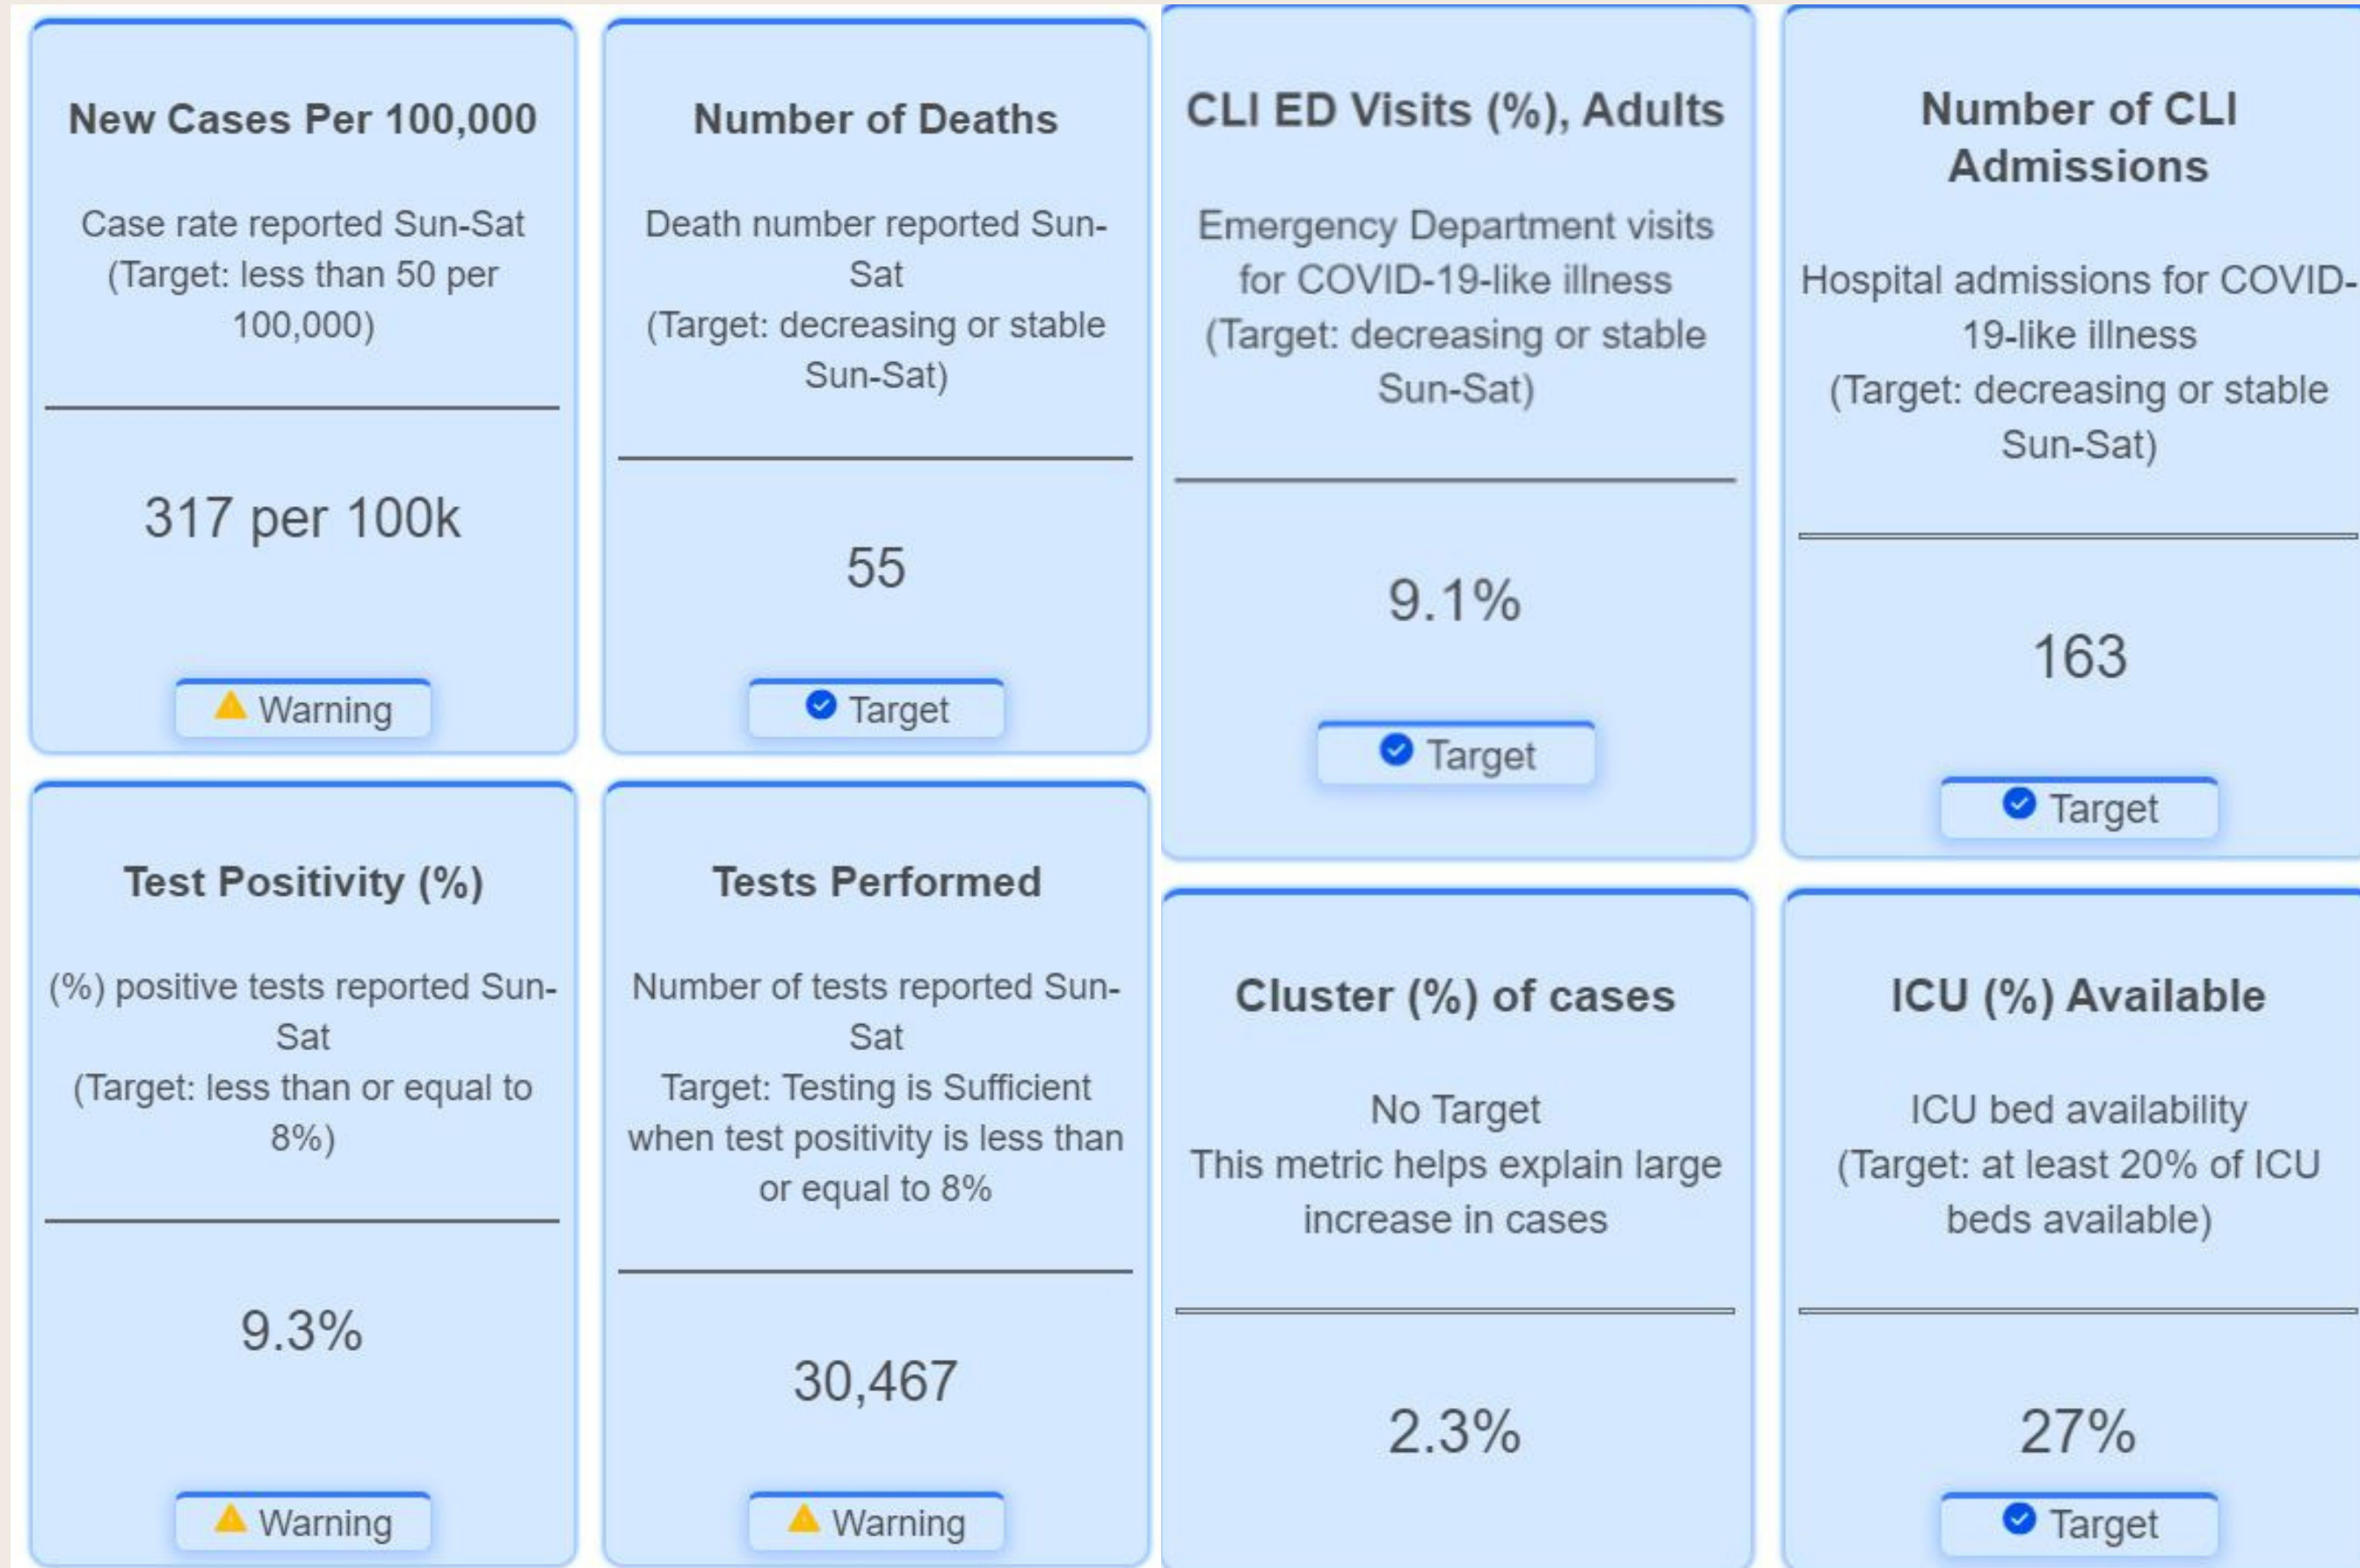 New Cases Per 100,000
Case rate reported Sun-Sat
(Target: less than 50 per
100,000)
317 per 100k
Warning
Number of Deaths
Death number reported Sun-
Sat
(Target: decreasing or stable
Sun-Sat)
55
Target
CLI ED Visits (%), Adults
Emergency Department visits
for COVID-19-like illness
(Target: decreasing or stable
Sun-Sat)
9.1%
Target
Number of CLI
Admissions
Hospital admissions for COVID-
19-like illness
(Target: decreasing or stable
Sun-Sat)
163
Target
Test Positivity (%)
(%) positive tests reported Sun-
Sat
(Target: less than or equal to
8%)
9.3%
Warning
Tests Performed
Number of tests reported Sun-
Sat
Target: Testing is Sufficient
when test positivity is less than
or equal to 8%
30,467
Warning
Cluster (%) of cases
No Target
This metric helps explain large
increase in cases
2.3%
ICU (%) Available
ICU bed availability
(Target: at least 20% of ICU
beds available)
27%
Target